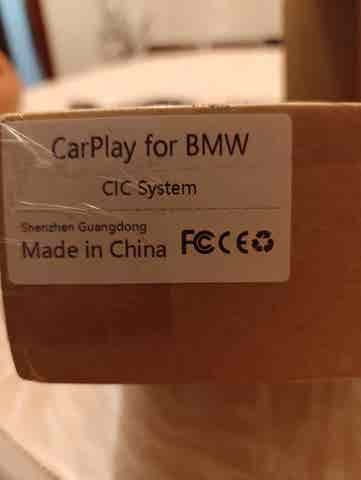 CarPlay for BMW
CIC System
Shenzhen Guangdong
Made in China FC CE